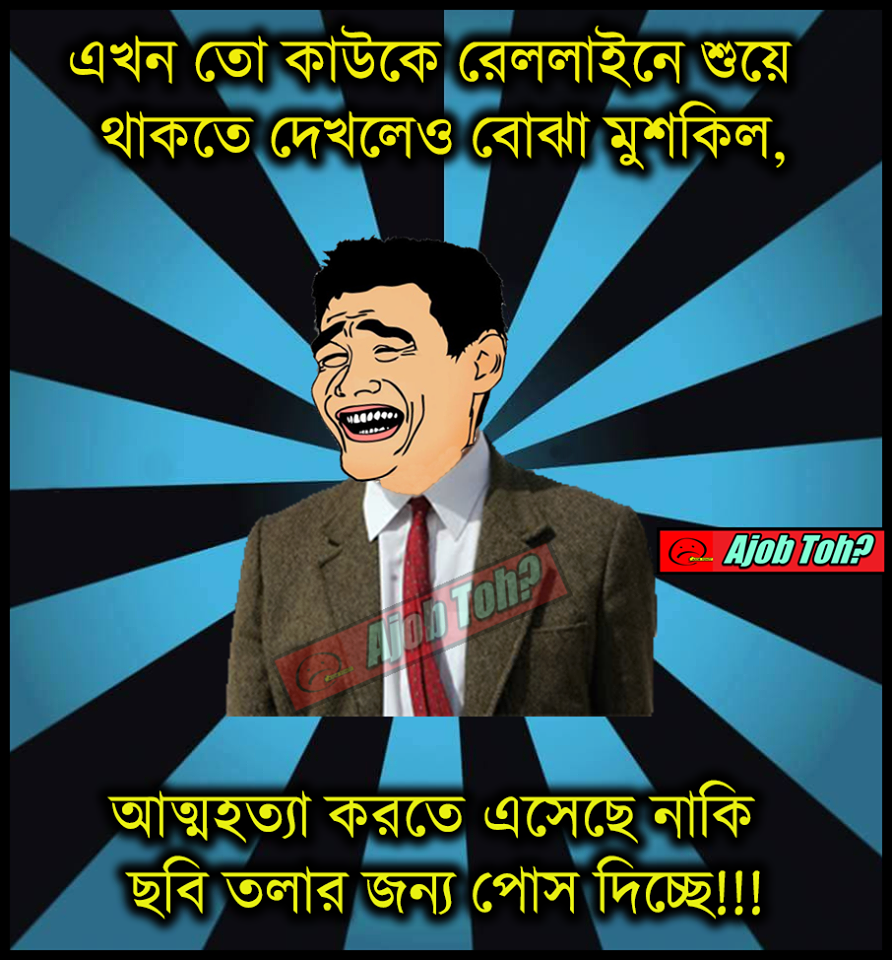 এখন তো কাউকে রেললাইনে শুয়ে
থাকতে দেখলেও বোঝা মুশকিল,
Ajob Toh?
Ajob Toh?
আত্মহত্যা করতে এসেছে নাকি
ছবি তলার জন্য পোস দিচ্ছে!!!